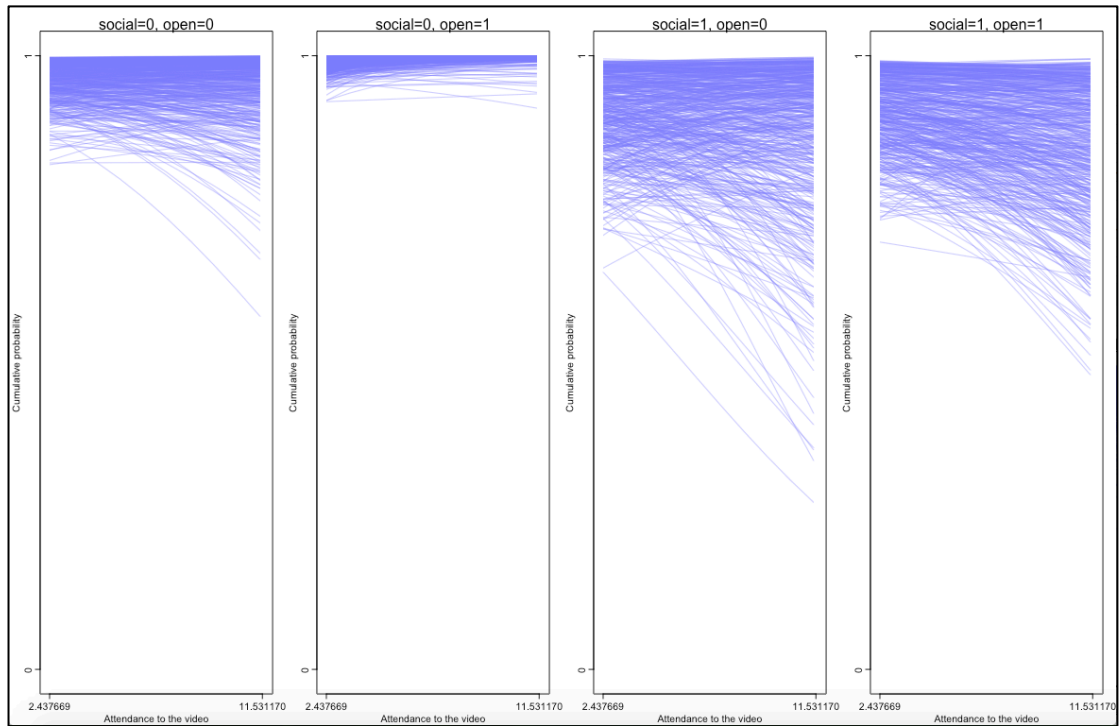 social=0, open=0
1
Cumulative probability
0
2.437669 11.531170
Attendance to the video
social=0, open=1
1
Cumulative probability
0
2.437669 11.531170
Attendance to the video
social=1, open=0
1
Cumulative probability
0
2.437669 11.531170
Attendance to the video
social=1, open=1
1
Cumulative probability
0
2.437669 11.531170
Attendance to the video